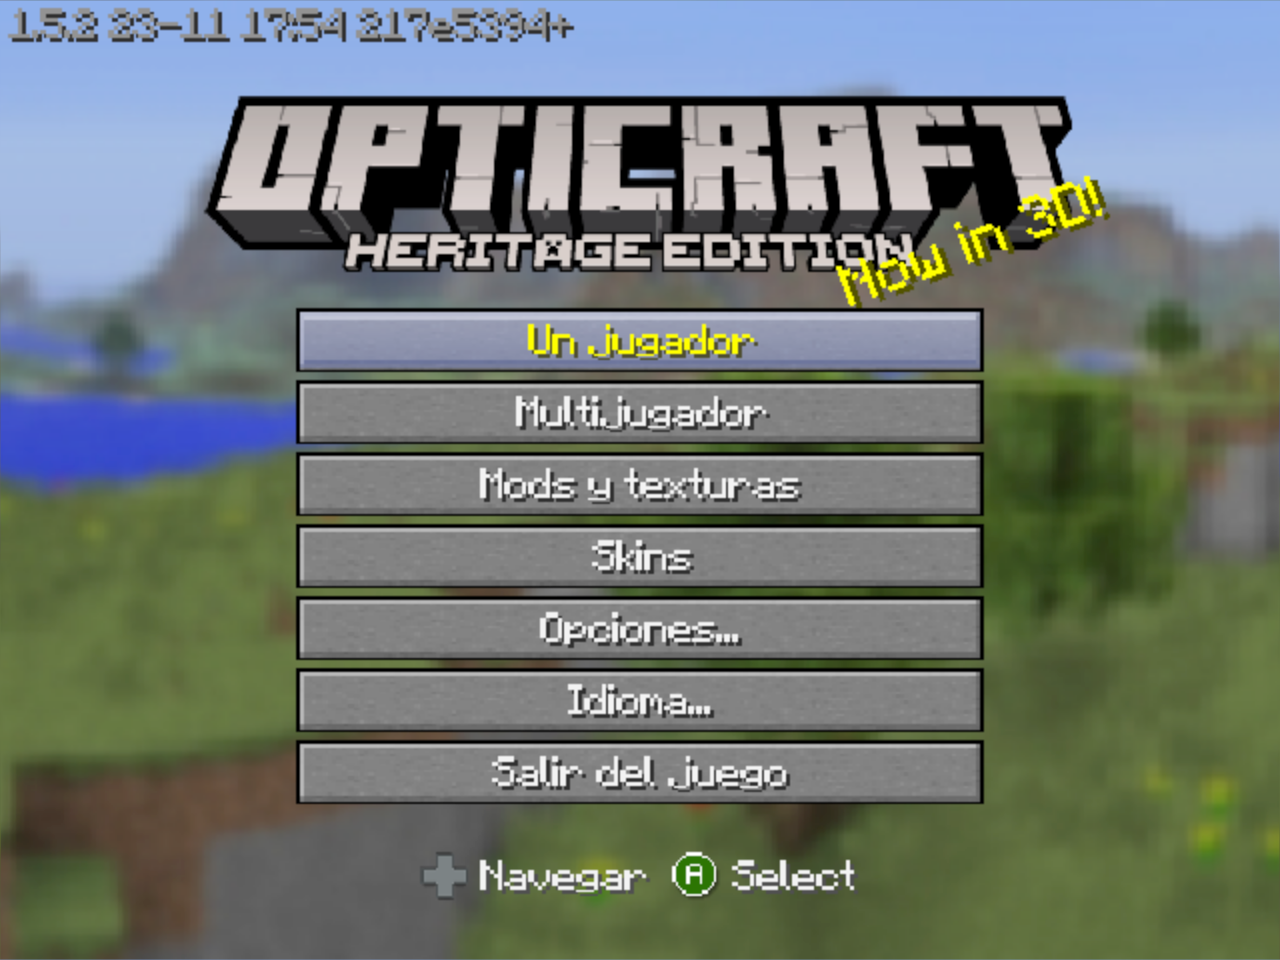 1.5.2 23-11 17:54 217e5394+
OPTICRAFT
HERITAGE EDITION
Now in 3D!
Un jugador
Multijugador
Mods y texturas
Skins
Opciones...
Idioma...
Salir del juego
Navegar A Select